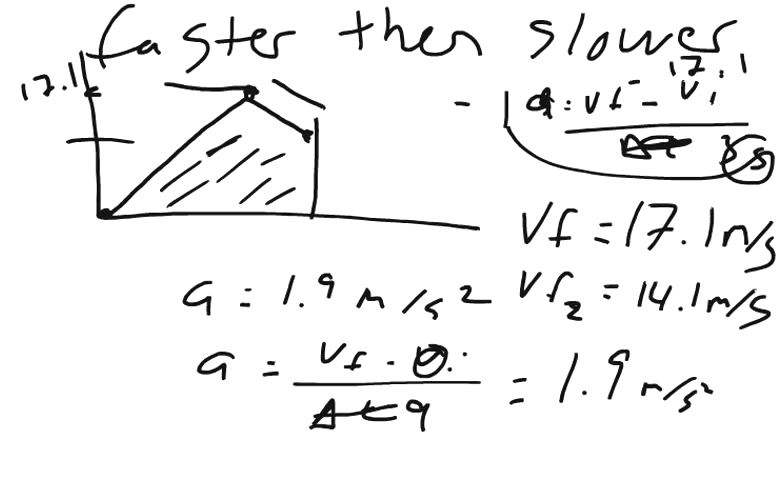 faster then slower
17.1
17.1
-1 a = vf - vi
Δt 3s
Vf = 17.1 m/s
a = 1.9 m/s² Vf₂ = 14.1 m/s
a = Vf - 0 = 1.9 m/s²
Δt 9